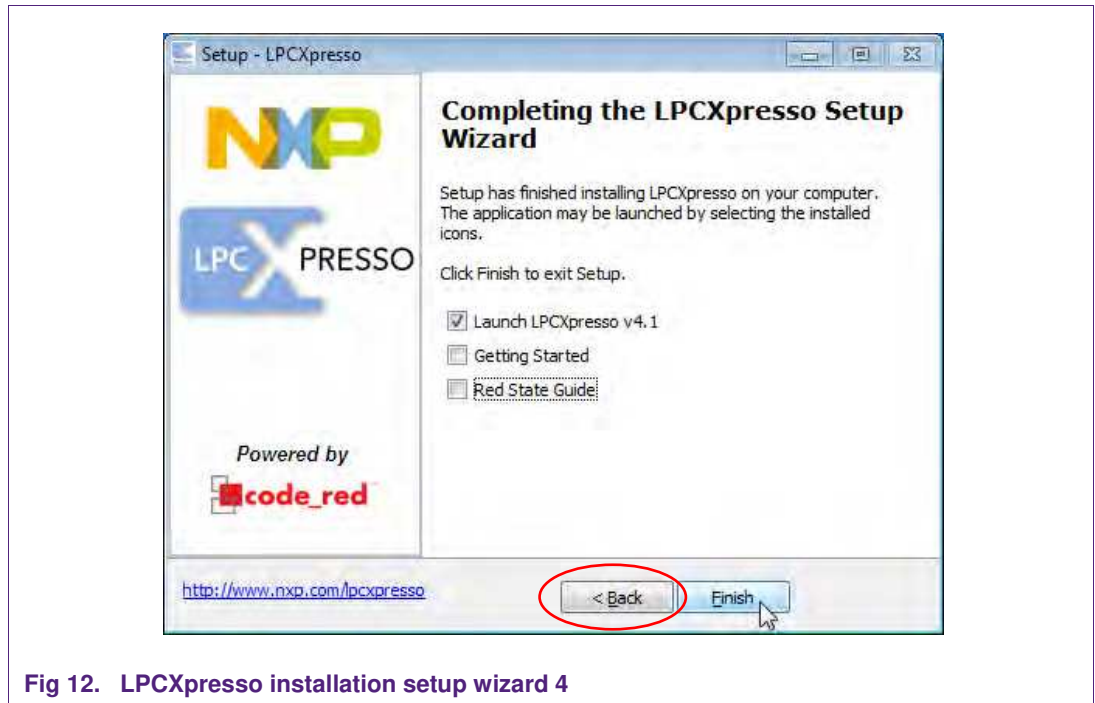 Setup - LPCXpresso
NXP
Completing the LPCXpresso Setup
Wizard
Setup has finished installing LPCXpresso on your computer.
The application may be launched by selecting the installed
icons.
LPC XPRESSO
Click Finish to exit Setup.
Launch LPCXpresso v4.1
Getting Started
Red State Guide
Powered by
code_red
http://www.nxp.com/lpcxpresso
< Back
Finish
Fig 12. LPCXpresso installation setup wizard 4